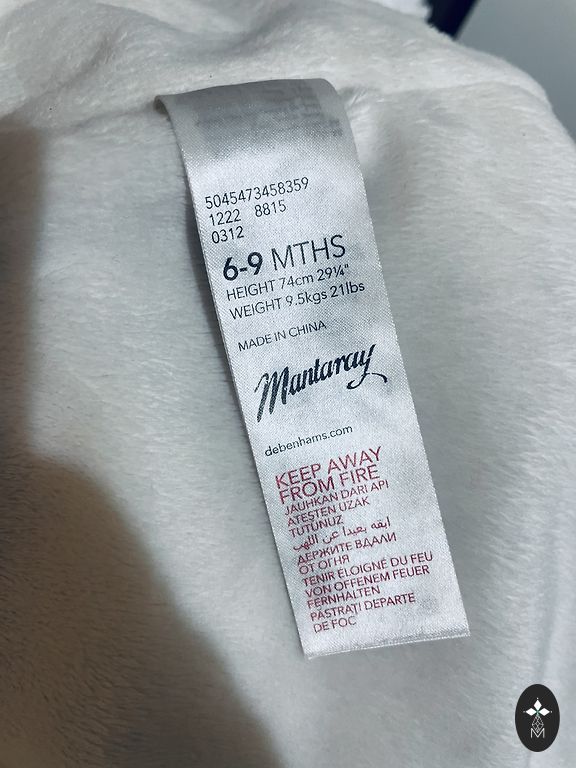 5045473458359
1222 8815
0312
6-9 MTHS
HEIGHT 74cm 29¼"
WEIGHT 9.5kgs 21lbs
MADE IN CHINA
Mantaray
debenhams.com
KEEP AWAY
FROM FIRE
JAUHKAN DARI API
ATEŞTEN UZAK
TUTUNUZ
ابقه بعيدا عن اللهب
ДЕРЖИТЕ ВДАЛИ
ОТ ОГНЯ
TENIR ÉLOIGNÉ DU FEU
VON OFFENEM FEUER
FERNHALTEN
PĂSTRAȚI DEPARTE
DE FOC
M